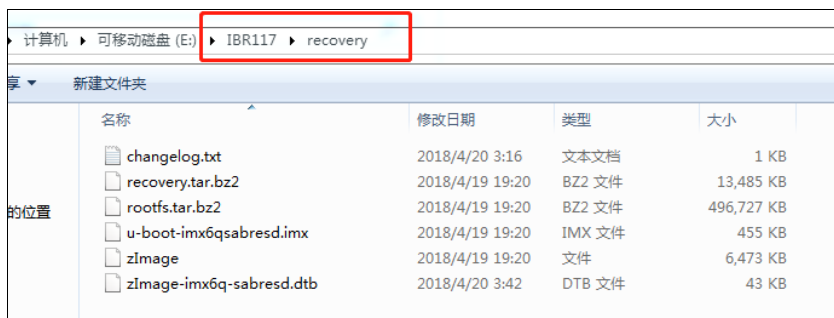 计算机 ▸ 可移动磁盘 (E:) ▸ IBR117 ▸ recovery
享 ▾ 新建文件夹
名称 修改日期 类型 大小
changelog.txt 2018/4/20 3:16 文本文档 1 KB
recovery.tar.bz2 2018/4/19 19:20 BZ2 文件 13,485 KB
的位置 rootfs.tar.bz2 2018/4/19 19:20 BZ2 文件 496,727 KB
u-boot-imx6qsabresd.imx 2018/4/19 19:20 IMX 文件 455 KB
zImage 2018/4/19 19:20 文件 6,473 KB
zImage-imx6q-sabresd.dtb 2018/4/20 3:42 DTB 文件 43 KB